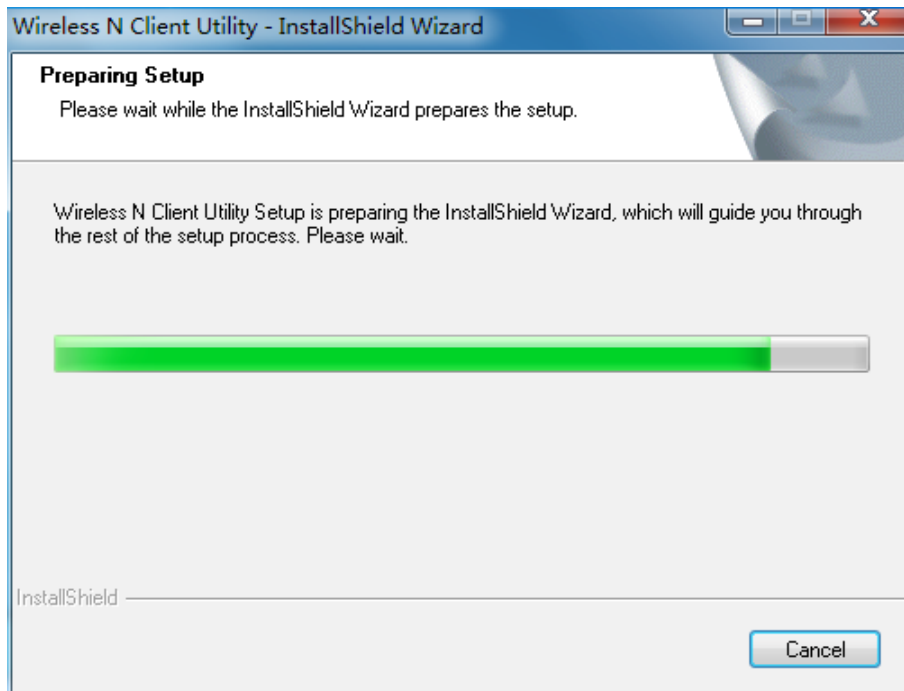 Wireless N Client Utility - InstallShield Wizard
Preparing Setup
Please wait while the InstallShield Wizard prepares the setup.
Wireless N Client Utility Setup is preparing the InstallShield Wizard, which will guide you through
the rest of the setup process. Please wait.
InstallShield
Cancel